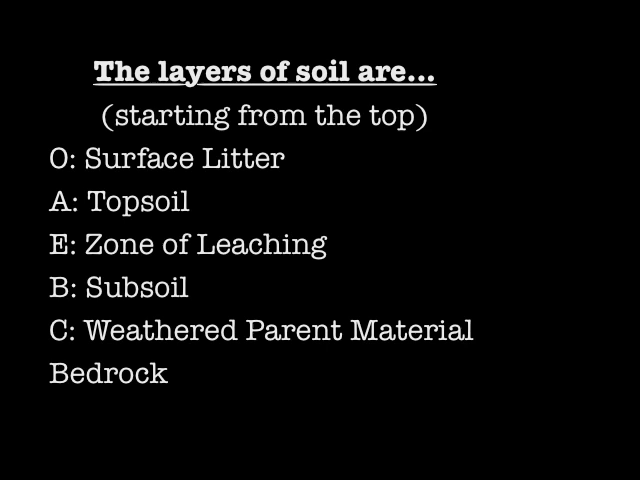 The layers of soil are...
(starting from the top)
O: Surface Litter
A: Topsoil
E: Zone of Leaching
B: Subsoil
C: Weathered Parent Material
Bedrock